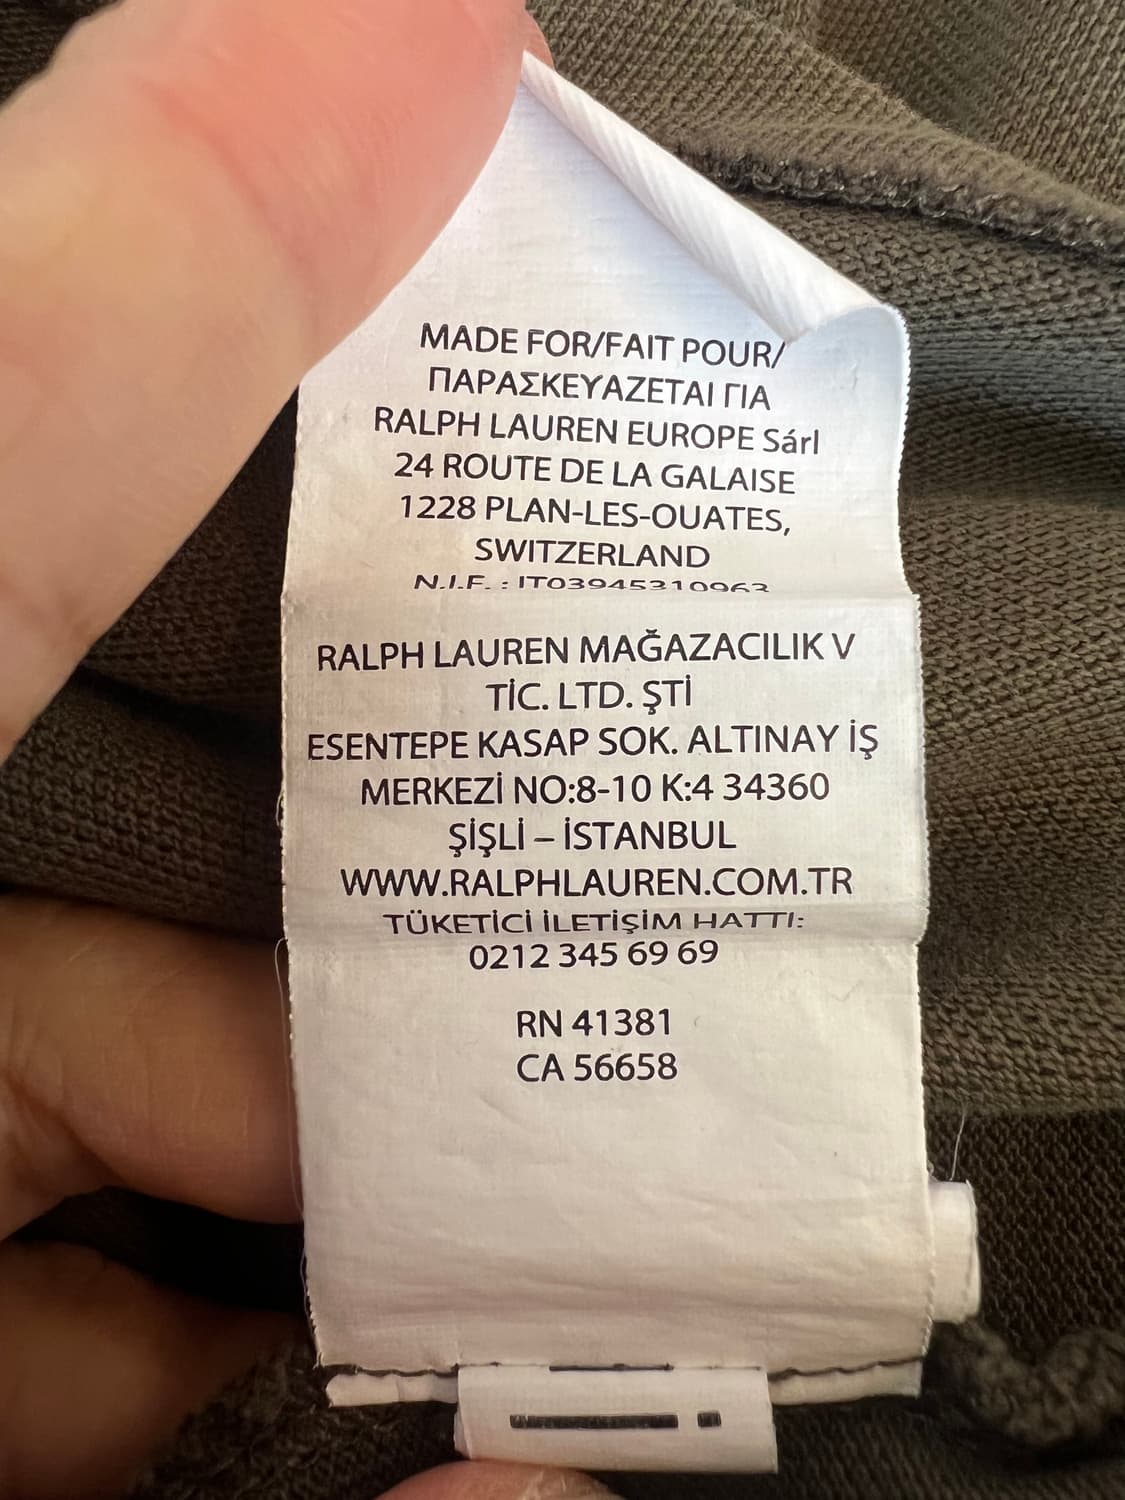 MADE FOR/FAIT POUR/
ΠΑΡΑΣΚΕΥΑΖΕΤΑΙ ΓΙΑ
RALPH LAUREN EUROPE Sárl
24 ROUTE DE LA GALAISE
1228 PLAN-LES-OUATES,
SWITZERLAND
N.I.F. : IT03945310963
RALPH LAUREN MAĞAZACILIK V
TİC. LTD. ŞTİ
ESENTEPE KASAP SOK. ALTINAY İŞ
MERKEZİ NO:8-10 K:4 34360
ŞİŞLİ – İSTANBUL
WWW.RALPHLAUREN.COM.TR
TÜKETİCİ İLETİŞİM HATTI:
0212 345 69 69
RN 41381
CA 56658